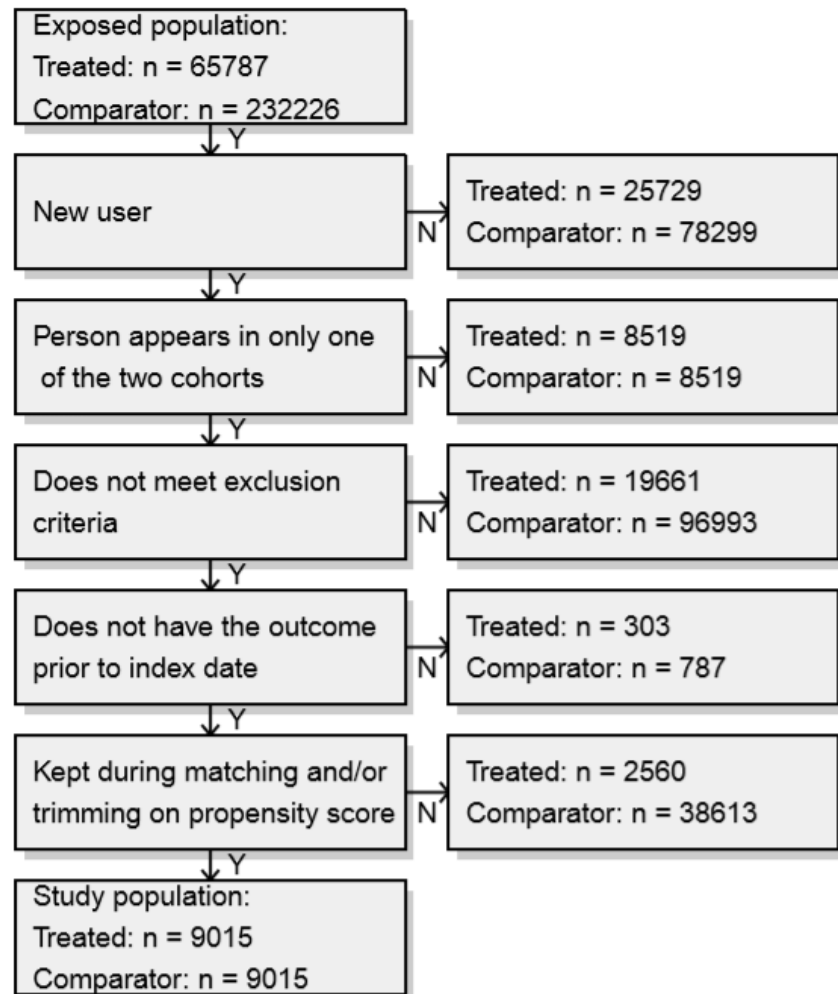 Exposed population:
Treated: n = 65787
Comparator: n = 232226
Y
New user
N
Treated: n = 25729
Comparator: n = 78299
Y
Person appears in only one
of the two cohorts
N
Treated: n = 8519
Comparator: n = 8519
Y
Does not meet exclusion
criteria
N
Treated: n = 19661
Comparator: n = 96993
Y
Does not have the outcome
prior to index date
N
Treated: n = 303
Comparator: n = 787
Y
Kept during matching and/or
trimming on propensity score
N
Treated: n = 2560
Comparator: n = 38613
Y
Study population:
Treated: n = 9015
Comparator: n = 9015